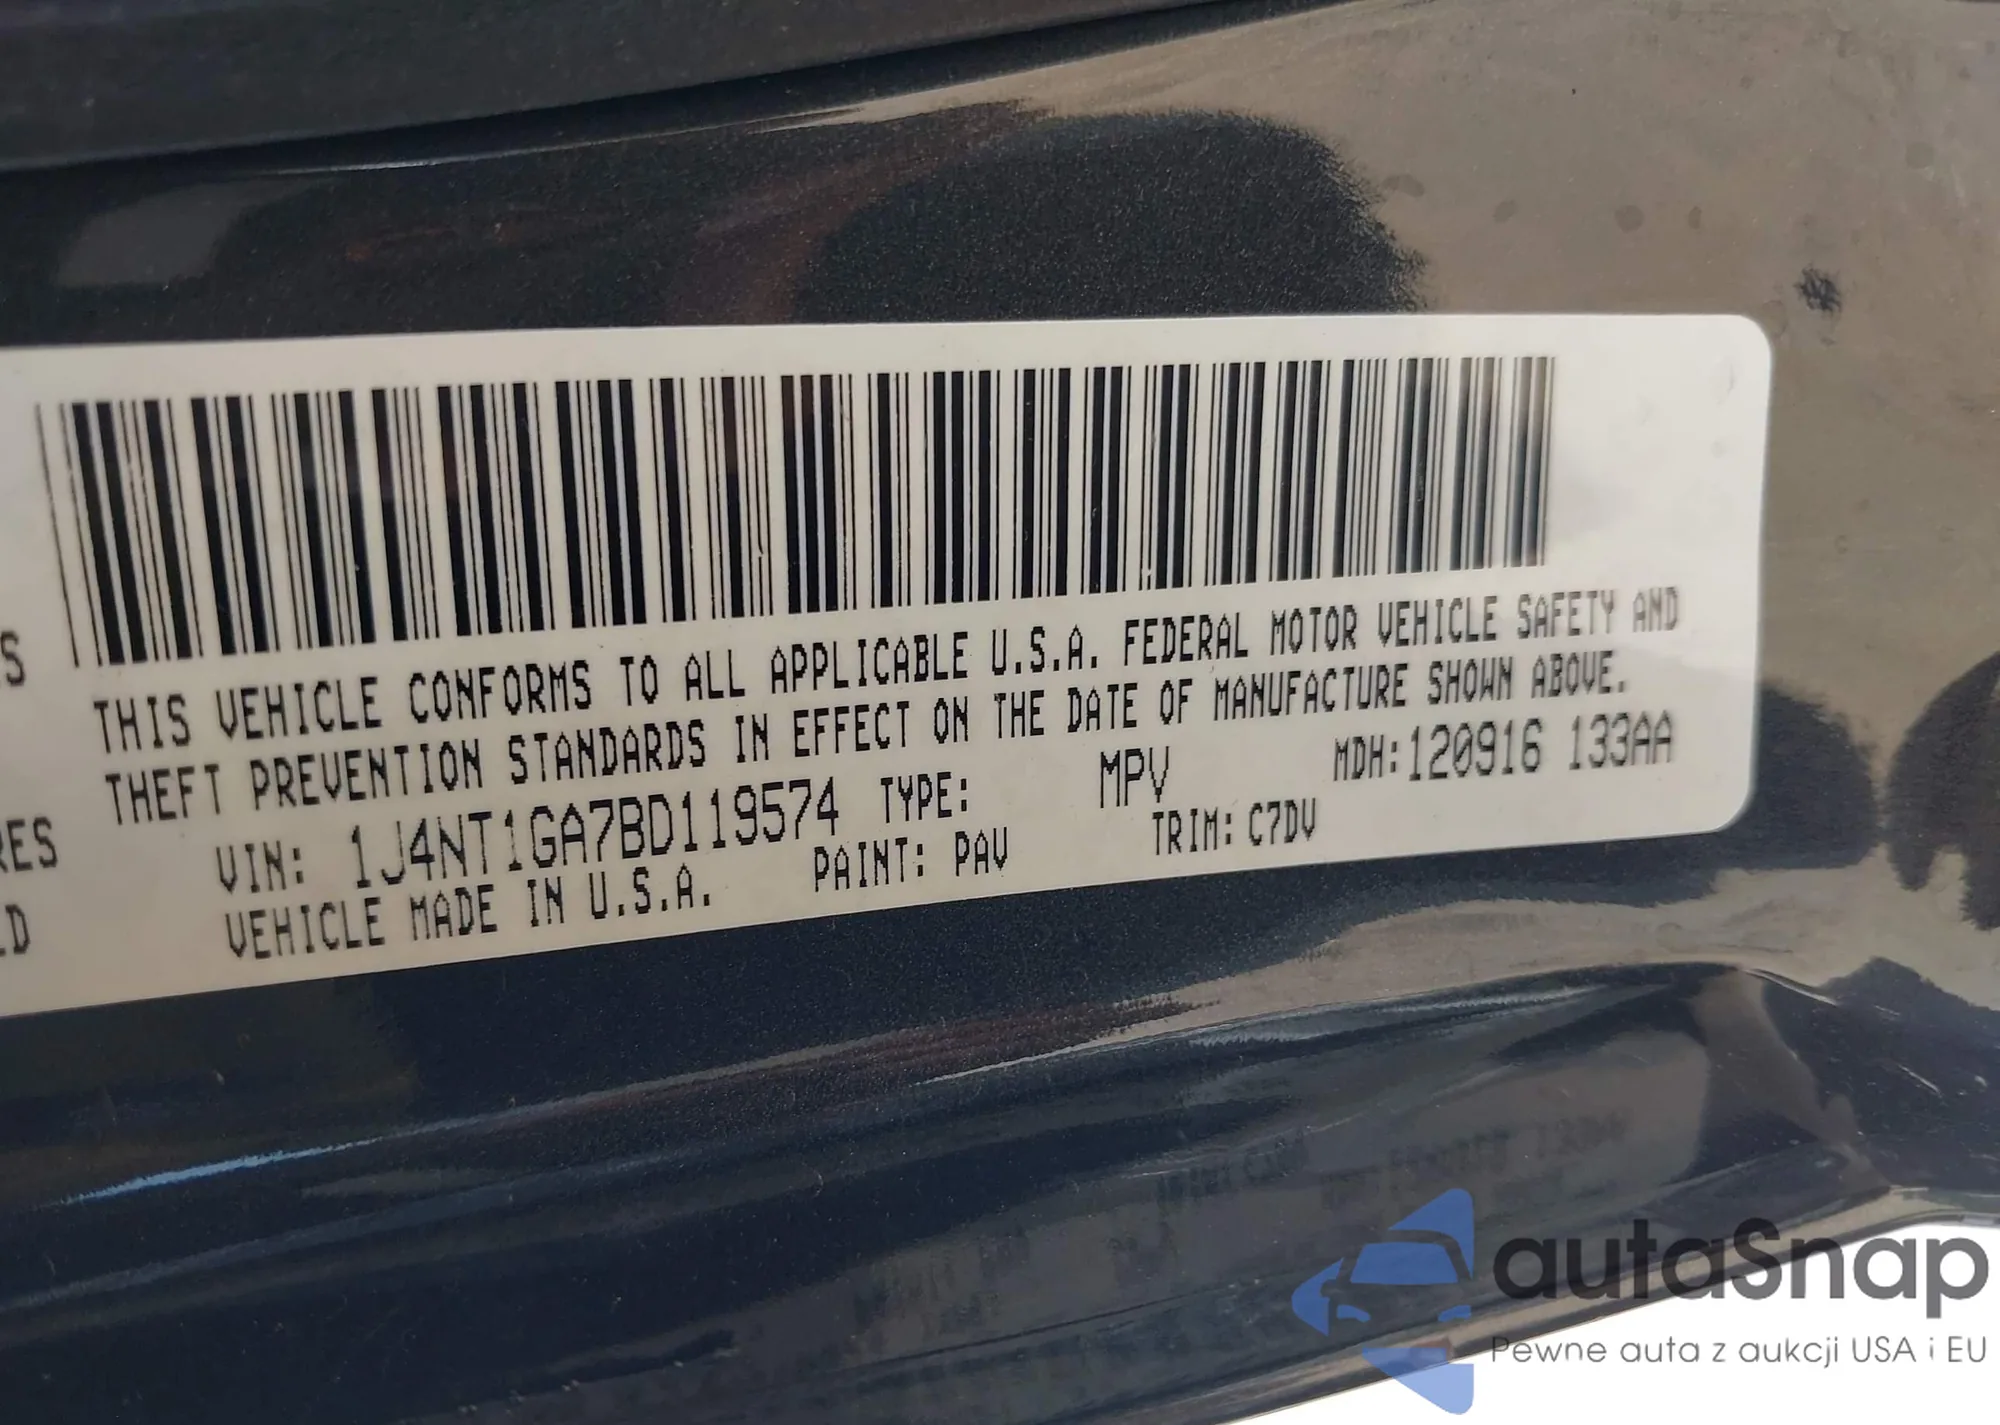 THIS VEHICLE CONFORMS TO ALL APPLICABLE U.S.A. FEDERAL MOTOR VEHICLE SAFETY AND
THEFT PREVENTION STANDARDS IN EFFECT ON THE DATE OF MANUFACTURE SHOWN ABOVE.
VIN: 1J4NT1GA7BD119574 TYPE: MPV MDH:120916 133AA
VEHICLE MADE IN U.S.A. PAINT: PAV TRIM: C7DV
autaSnap
Pewne auta z aukcji USA i EU